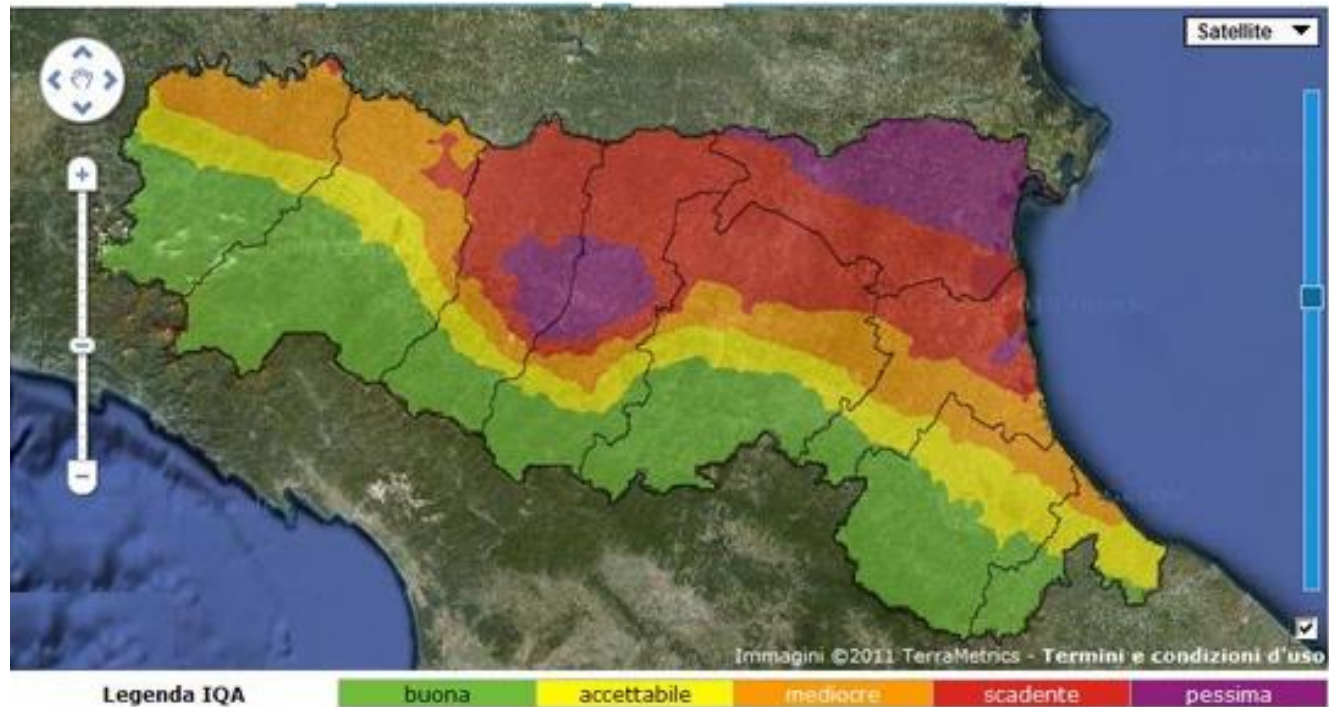 Satellite
Immagini ©2011 TerraMetrics - Termini e condizioni d'uso
Legenda IQA buona accettabile mediocre scadente pessima